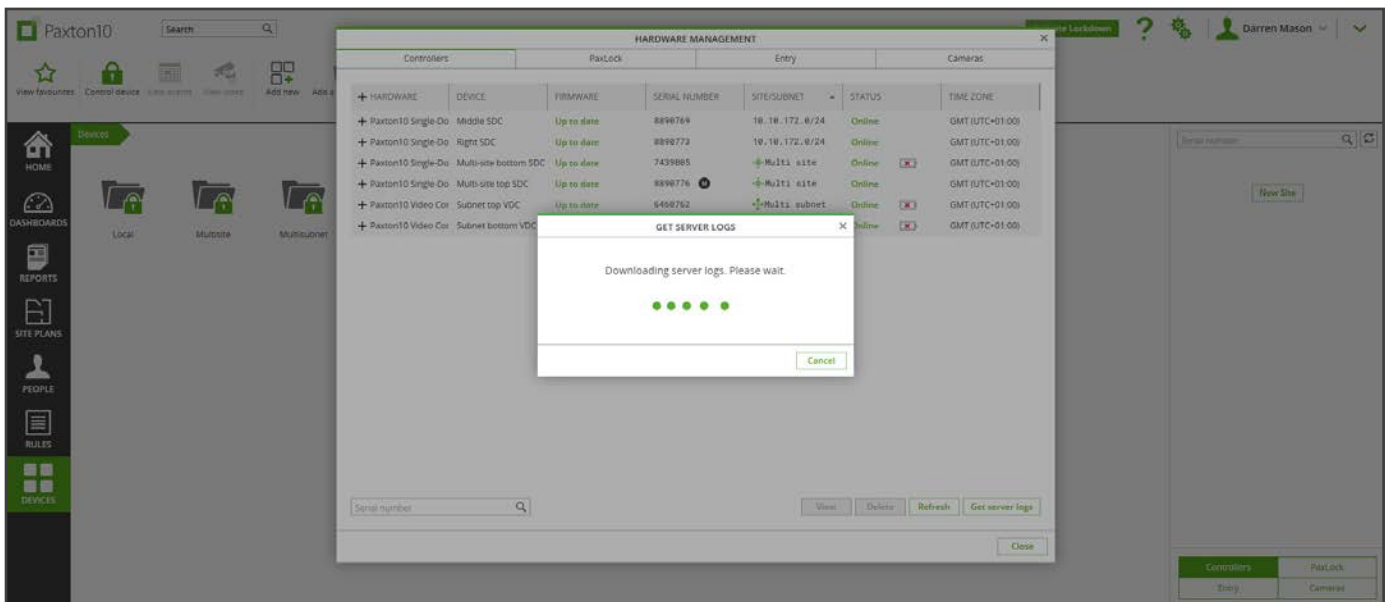 Paxton10
Search
te Lockdown
Darren Mason
View favourites
Control device
Add new
Add a
HARDWARE MANAGEMENT
Controllers
PaxLock
Entry
Cameras
HARDWARE DEVICE FIRMWARE SERIAL NUMBER SITE/SUBNET STATUS TIME ZONE
Paxton10 Single-Do Middle SDC Up to date 8890769 10.10.172.0/24 Online GMT (UTC+01:00)
Paxton10 Single-Do Right SDC Up to date 8890773 10.10.172.0/24 Online GMT (UTC+01:00)
Paxton10 Single-Do Multi-site bottom SDC Up to date 7439005 Multi site Online GMT (UTC+01:00)
Paxton10 Single-Do Multi-site top SDC Up to date 8890776 M Multi site Online GMT (UTC+01:00)
Paxton10 Video Cor Subnet top VDC Up to date 6460762 Multi subnet Online GMT (UTC+01:00)
Paxton10 Video Cor Subnet bottom VDC Online GMT (UTC+01:00)
GET SERVER LOGS
Downloading server logs. Please wait.
Cancel
Serial number
View
Delete
Refresh
Get server logs
Close
Devices
HOME
DASHBOARDS
REPORTS
SITE PLANS
PEOPLE
RULES
DEVICES
Local
Multisite
Multisubnet
Serial number
New Site
Controllers
PaxLock
Entry
Cameras